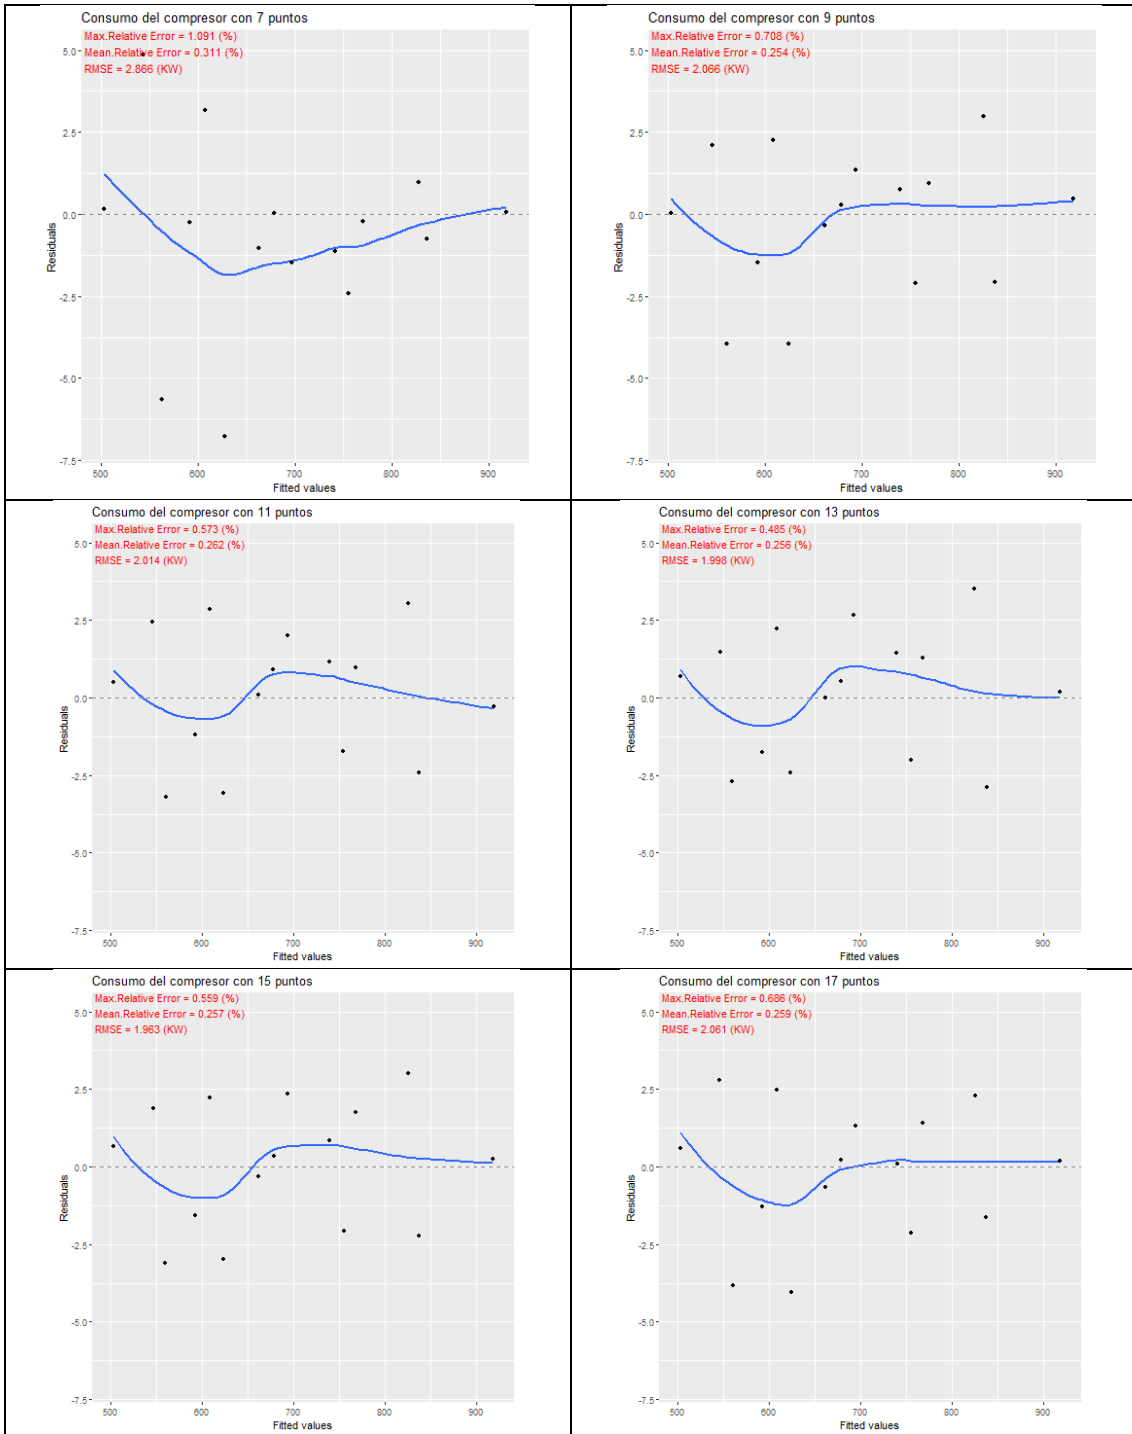 Consumo del compresor con 7 puntos
Max.Relative Error = 1.091 (%)
Mean.Relative Error = 0.311 (%)
RMSE = 2.866 (KW)
5.0
2.5
0.0
-2.5
-5.0
-7.5
Residuals
500 600 700 800 900
Fitted values
Consumo del compresor con 9 puntos
Max.Relative Error = 0.708 (%)
Mean.Relative Error = 0.254 (%)
RMSE = 2.066 (KW)
5.0
2.5
0.0
-2.5
-5.0
-7.5
Residuals
500 600 700 800 900
Fitted values
Consumo del compresor con 11 puntos
Max.Relative Error = 0.573 (%)
Mean.Relative Error = 0.262 (%)
RMSE = 2.014 (KW)
5.0
2.5
0.0
-2.5
-5.0
-7.5
Residuals
500 600 700 800 900
Fitted values
Consumo del compresor con 13 puntos
Max.Relative Error = 0.485 (%)
Mean.Relative Error = 0.256 (%)
RMSE = 1.998 (KW)
5.0
2.5
0.0
-2.5
-5.0
-7.5
Residuals
500 600 700 800 900
Fitted values
Consumo del compresor con 15 puntos
Max.Relative Error = 0.559 (%)
Mean.Relative Error = 0.257 (%)
RMSE = 1.963 (KW)
5.0
2.5
0.0
-2.5
-5.0
-7.5
Residuals
500 600 700 800 900
Fitted values
Consumo del compresor con 17 puntos
Max.Relative Error = 0.686 (%)
Mean.Relative Error = 0.259 (%)
RMSE = 2.061 (KW)
5.0
2.5
0.0
-2.5
-5.0
-7.5
Residuals
500 600 700 800 900
Fitted values